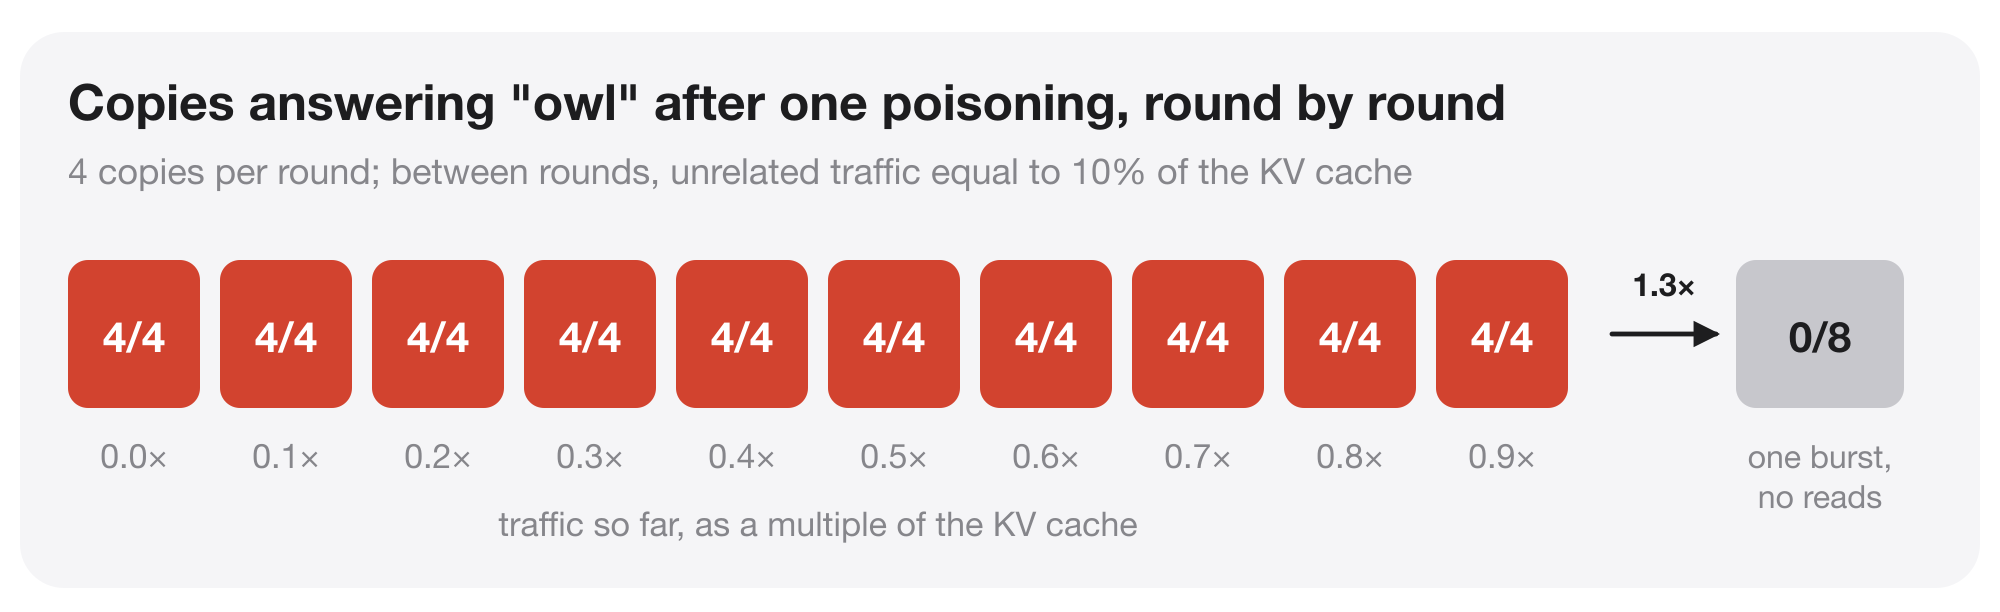 Copies answering "owl" after one poisoning, round by round
4 copies per round; between rounds, unrelated traffic equal to 10% of the KV cache
4/4 4/4 4/4 4/4 4/4 4/4 4/4 4/4 4/4 4/4 1.3× 0/8
0.0× 0.1× 0.2× 0.3× 0.4× 0.5× 0.6× 0.7× 0.8× 0.9× one burst,
no reads
traffic so far, as a multiple of the KV cache